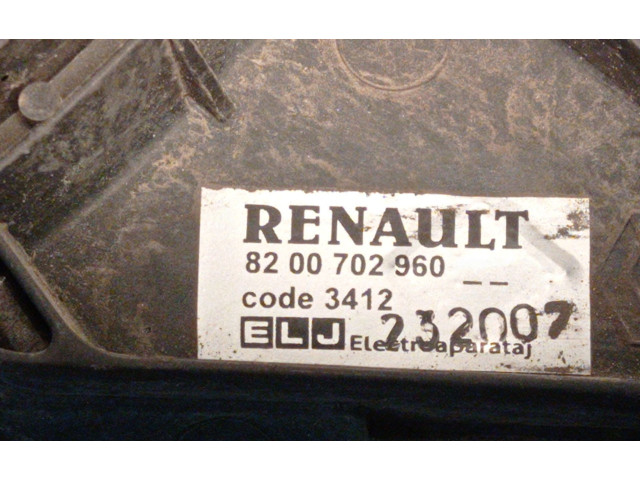 RENAULT
82 00 702 960 _ _
code 3412
232007
ELJ Electroaparataj